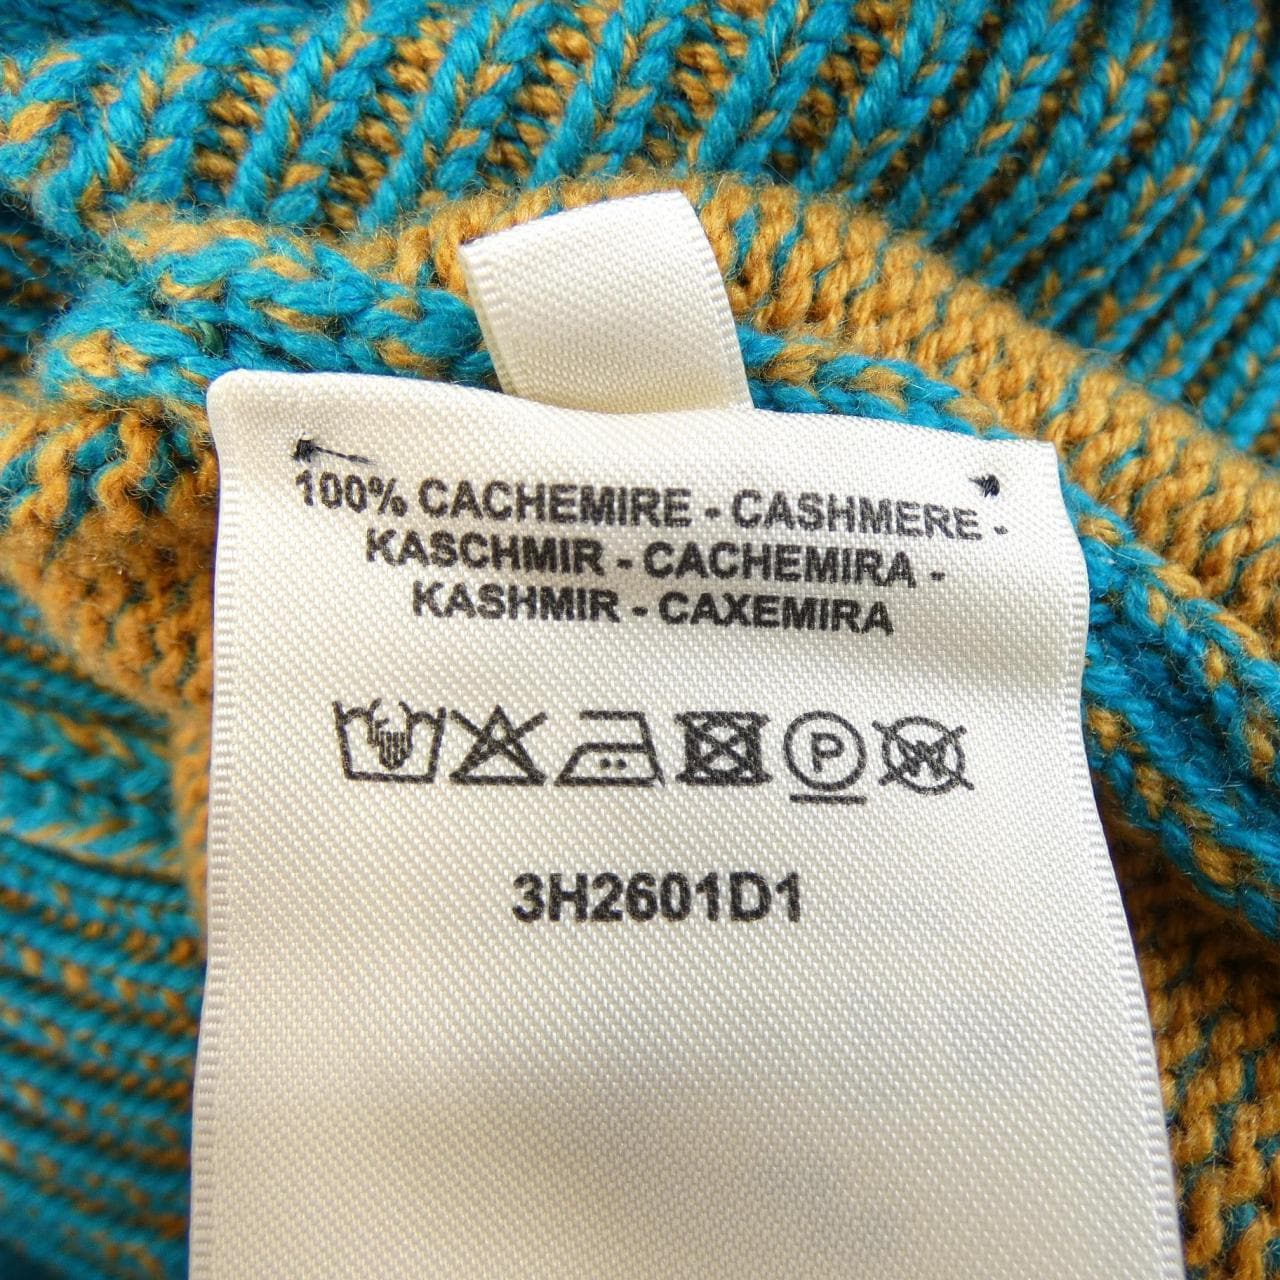 100% CACHEMIRE - CASHMERE -
KASCHMIR - CACHEMIRA -
KASHMIR - CAXEMIRA
P W
3H2601D1